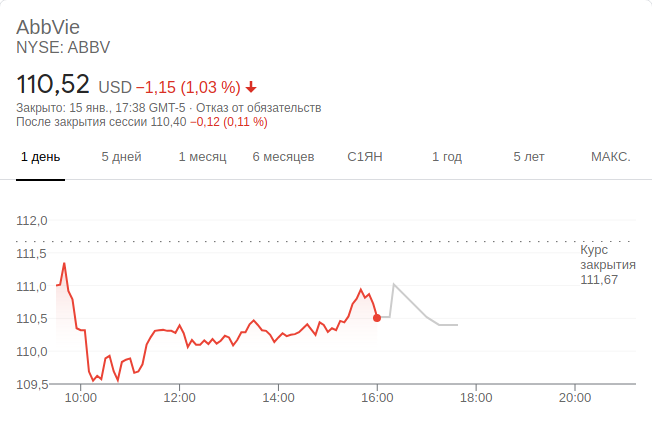 AbbVie
NYSE: ABBV
110,52 USD −1,15 (1,03 %)
Закрыто: 15 янв., 17:38 GMT-5 · Отказ от обязательств
После закрытия сессии 110,40 −0,12 (0,11 %)
1 день 5 дней 1 месяц 6 месяцев С1ЯН 1 год 5 лет МАКС.
112,0
111,5
111,0
110,5
110,0
109,5
Курс
закрытия
111,67
10:00 12:00 14:00 16:00 18:00 20:00